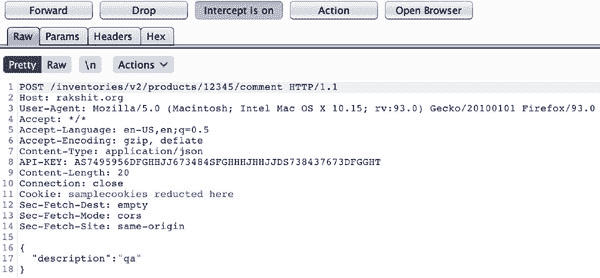 Forward Drop Intercept is on Action Open Browser
Raw Params Headers Hex
Pretty Raw \n Actions
1 POST /inventories/v2/products/12345/comment HTTP/1.1
2 Host: rakshit.org
3 User-Agent: Mozilla/5.0 (Macintosh; Intel Mac OS X 10.15; rv:93.0) Gecko/20100101 Firefox/93.0
4 Accept: */*
5 Accept-Language: en-US,en;q=0.5
6 Accept-Encoding: gzip, deflate
7 Content-Type: application/json
8 API-KEY: AS7495956DFGHHJJ673484SFGHHHJHHJJDS738437673DFGGHT
9 Content-Length: 20
10 Connection: close
11 Cookie: samplecookies reducted here
12 Sec-Fetch-Dest: empty
13 Sec-Fetch-Mode: cors
14 Sec-Fetch-Site: same-origin
15
16 {
17 "description":"qa"
18 }